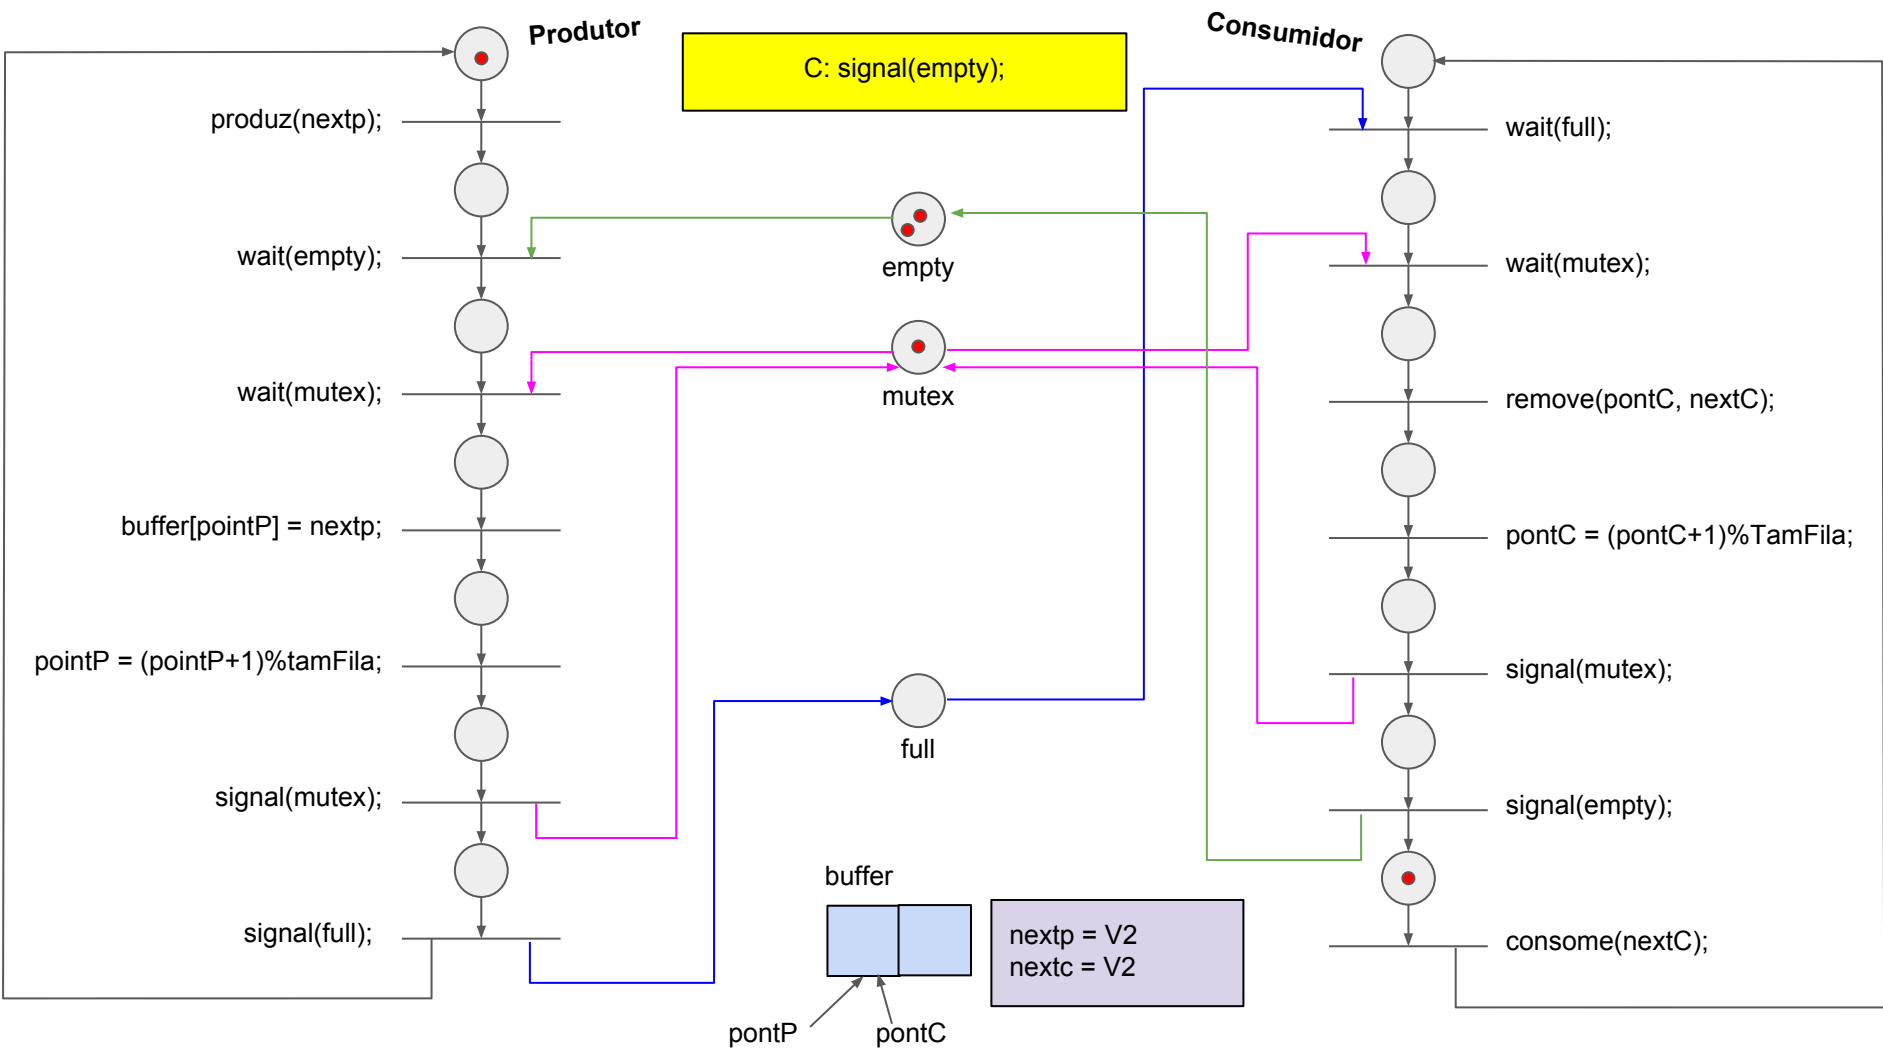 Produtor
Consumidor
C: signal(empty);
produz(nextp);
wait(full);
wait(empty);
empty
wait(mutex);
wait(mutex);
mutex
remove(pontC, nextC);
buffer[pointP] = nextp;
pontC = (pontC+1)%TamFila;
pointP = (pointP+1)%tamFila;
signal(mutex);
full
signal(mutex);
signal(empty);
buffer
signal(full);
nextp = V2
nextc = V2
consome(nextC);
pontP
pontC